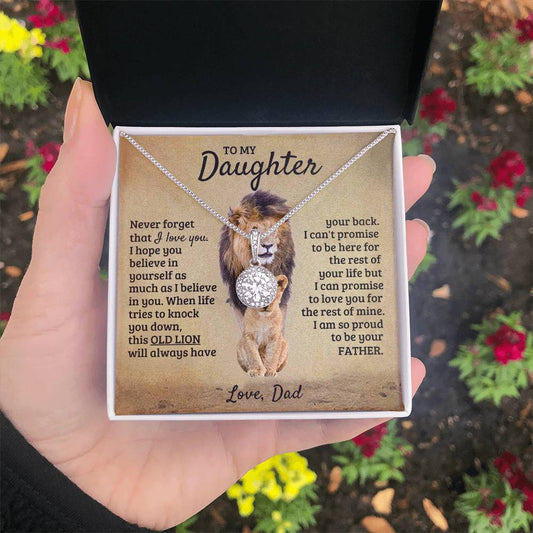 TO MY
Daughter
Never forget
that I love you.
I hope you
believe in
yourself as
much as I believe
in you. When life
tries to knock
you down,
this OLD LION
will always have
your back.
I can't promise
to be here for
the rest of
your life but
I can promise
to love you for
the rest of mine.
I am so proud
to be your
FATHER.
Love, Dad